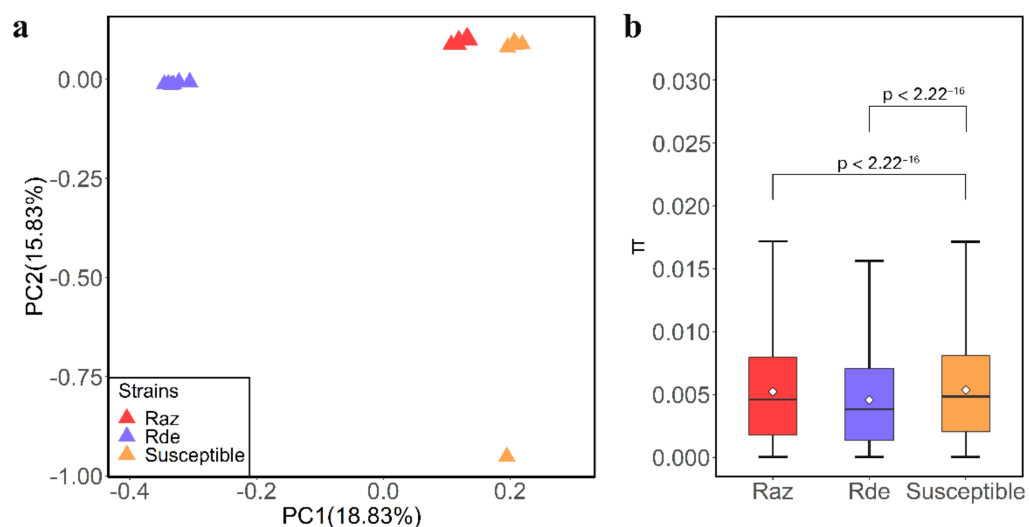 a
0.00
-0.25
-0.50
-0.75
-1.00
PC2(15.83%)
Strains
Raz
Rde
Susceptible
-0.4
-0.2
0.0
0.2
PC1(18.83%)
b
0.030
0.025
0.020
0.015
0.010
0.005
0.000
π
p < 2.22⁻¹⁶
p < 2.22⁻¹⁶
Raz
Rde
Susceptible